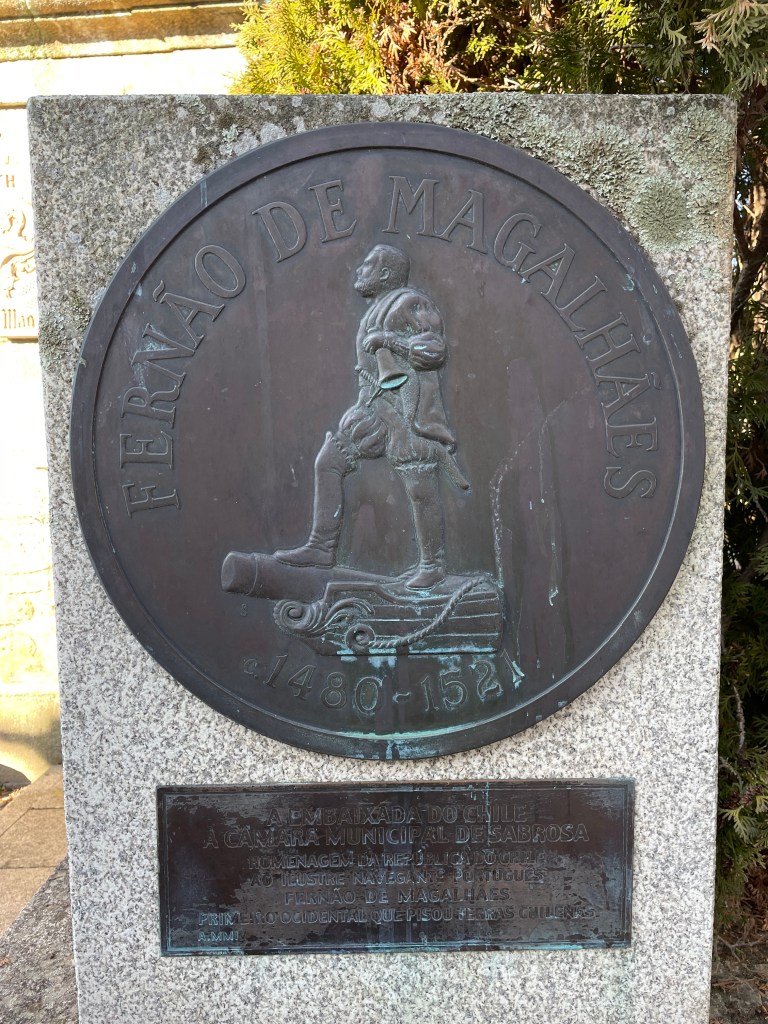 FERNÃO DE MAGALHÃES
c. 1480 - 1521
A EMBAIXADA DO CHILE
À CÂMARA MUNICIPAL DE SABROSA
HOMENAGEM DA REPÚBLICA DO CHILE
AO ILUSTRE NAVEGANTE PORTUGUÊS
FERNÃO DE MAGALHÃES
PRIMEIRO OCIDENTAL QUE PISOU TERRAS CHILENAS
A.MMI